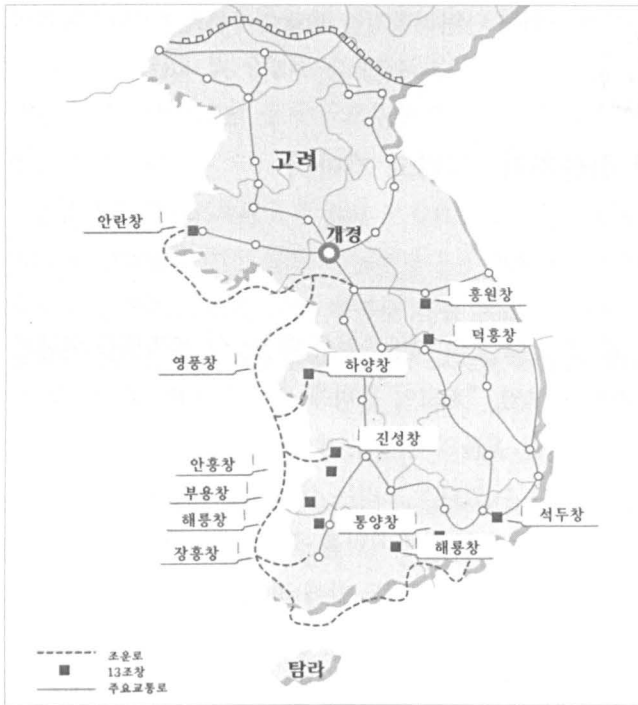 고려
안란창
개경
흥원창
덕흥창
영풍창
하양창
진성창
안흥창
부용창
해릉창
장흥창
통양창
해룡창
석두창
탐라
조운로
13조창
주요교통로